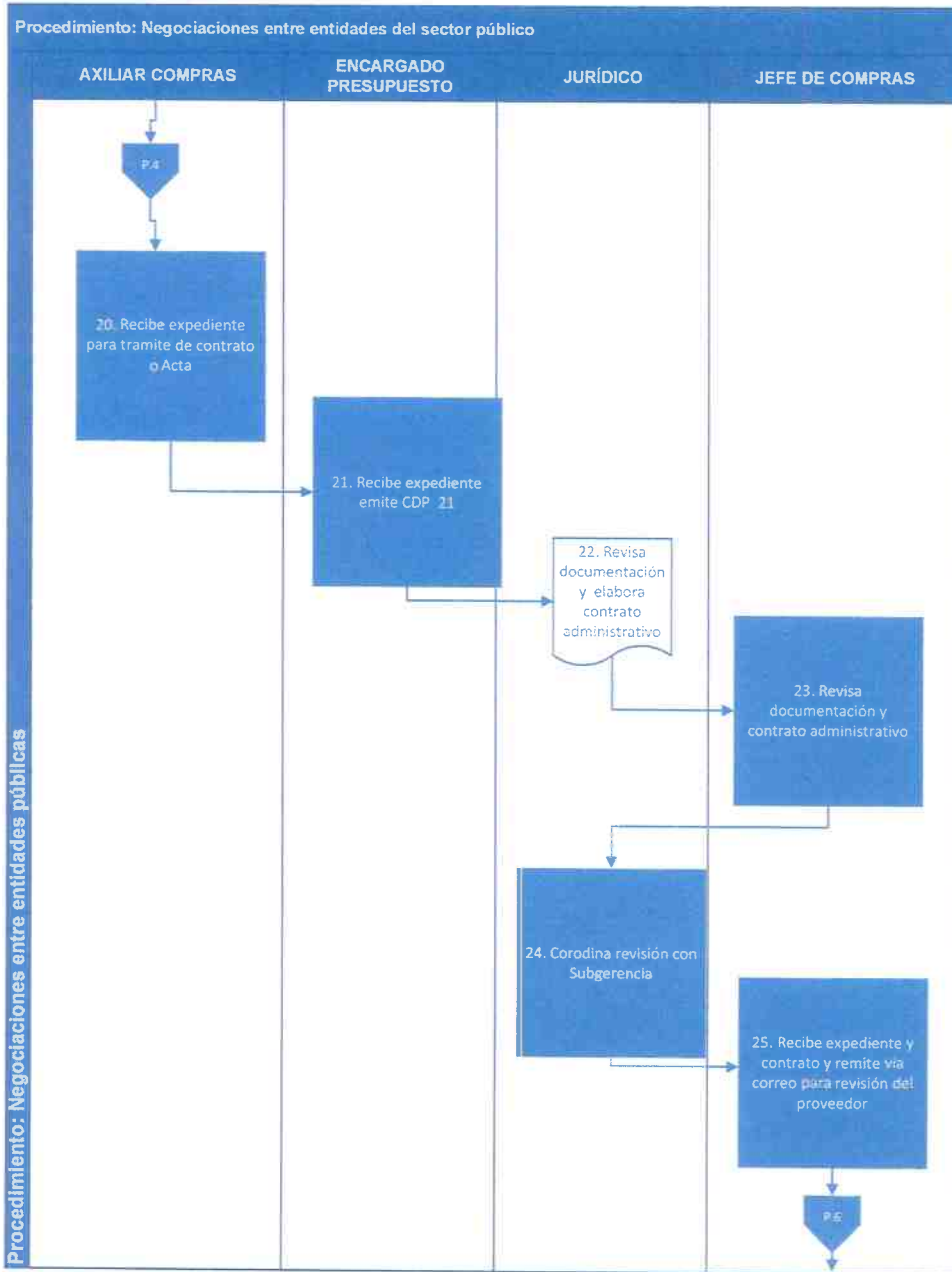 Procedimiento: Negociaciones entre entidades del sector público
AXILIAR COMPRAS
ENCARGADO
PRESUPUESTO
JURÍDICO
JEFE DE COMPRAS
P.4
20. Recibe expediente
para tramite de contrato
o Acta
21. Recibe expediente
emite CDP 21
22. Revisa
documentación
y elabora
contrato
administrativo
23. Revisa
documentación y
contrato administrativo
24. Corodina revisión con
Subgerencia
25. Recibe expediente y
contrato y remite vía
correo para revisión del
proveedor
Procedimiento: Negociaciones entre entidades públicas